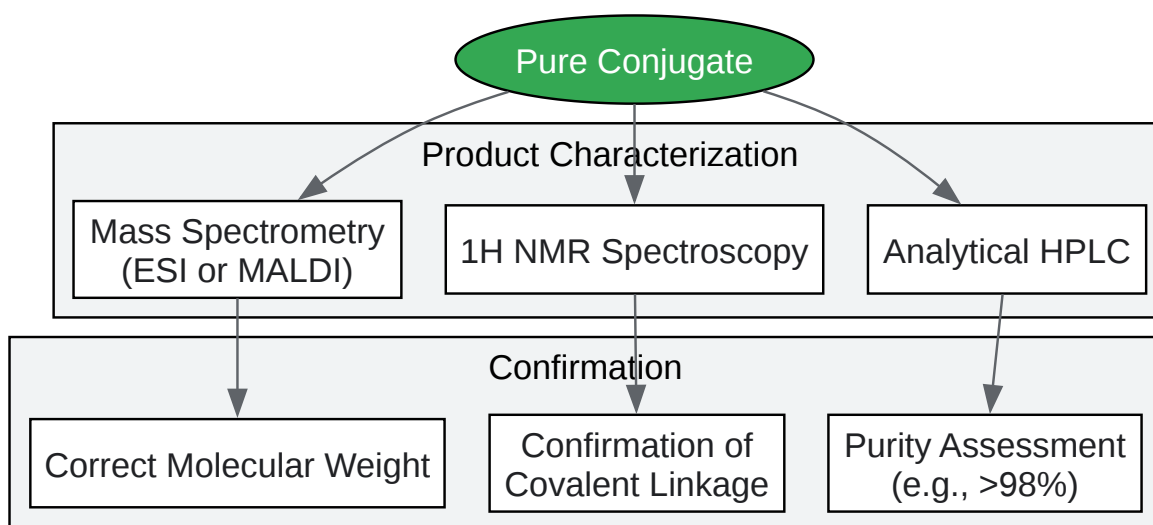 Pure Conjugate
Product Characterization
Mass Spectrometry
(ESI or MALDI)
1H NMR Spectroscopy
Analytical HPLC
Confirmation
Correct Molecular Weight
Confirmation of
Covalent Linkage
Purity Assessment
(e.g., >98%)